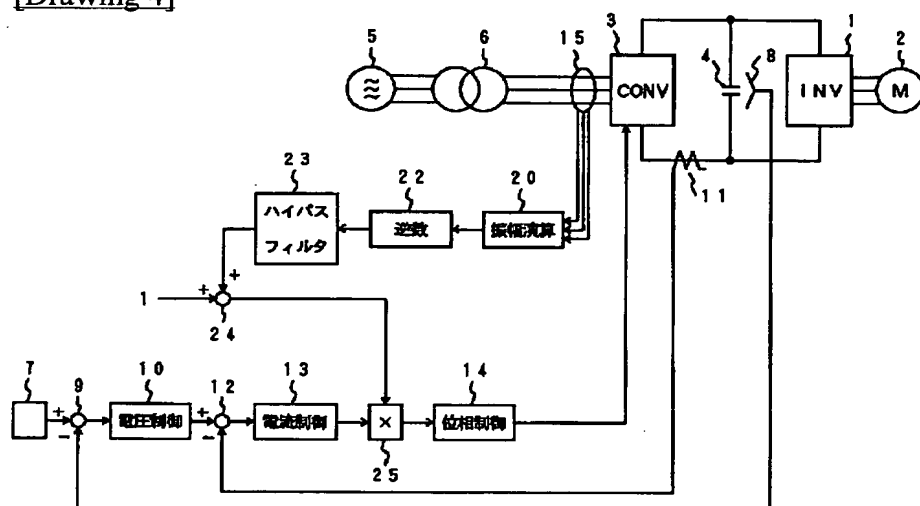 [Drawing 4]
5
6
15
3
4
8
1
2
CONV
INV
M
11
23
22
20
ハイパス
フィルタ
逆数
振幅演算
+
1
+
24
7
9
10
12
13
14
+
電圧制御
+
電流制御
×
位相制御
−
−
25